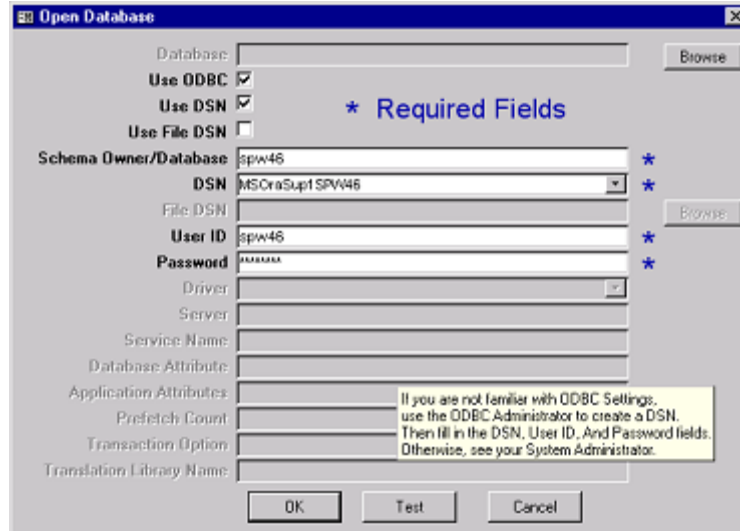 Open Database
Database
Browse
Use ODBC
Use DSN
* Required Fields
Use File DSN
Schema Owner/Database spw46 *
DSN MSOraSup1SPW46 *
File DSN
Browse
User ID spw46 *
Password ******** *
Driver
Server
Service Name
Database Attribute
Application Attributes
Prefetch Count
Transaction Option
Translation Library Name
If you are not familiar with ODBC Settings,
use the ODBC Administrator to create a DSN.
Then fill in the DSN, User ID, And Password fields.
Otherwise, see your System Administrator.
OK Test Cancel